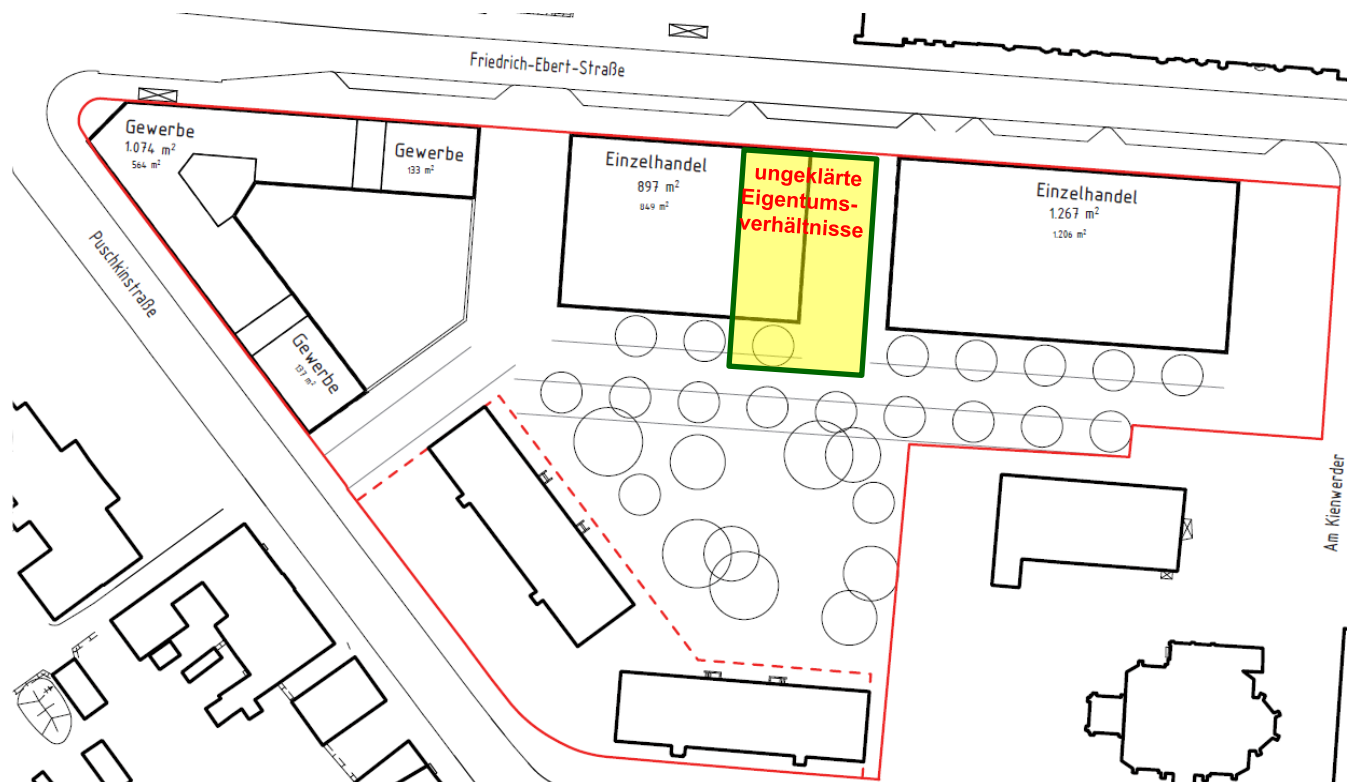 Friedrich-Ebert-Straße
Gewerbe
1.074 m²
564 m²
Gewerbe
133 m²
Einzelhandel
897 m²
849 m²
ungeklärte
Eigentums-
verhältnisse
Einzelhandel
1.267 m²
1.206 m²
Puschkinstraße
Gewerbe
137 m²
Am Kienwerder